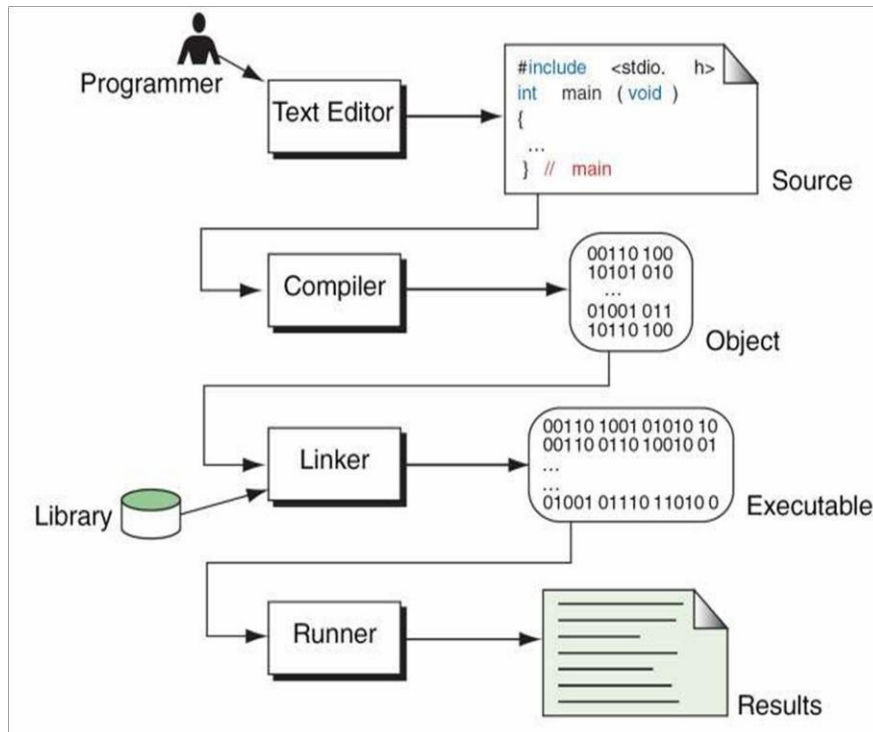 Programmer
Text Editor
#include <stdio. h>
int main ( void )
{
...
} // main
Source
Compiler
00110 100
10101 010
...
01001 011
10110 100
Object
Linker
Library
00110 1001 01010 10
00110 0110 10010 01
...
...
01001 01110 11010 0
Executable
Runner
Results